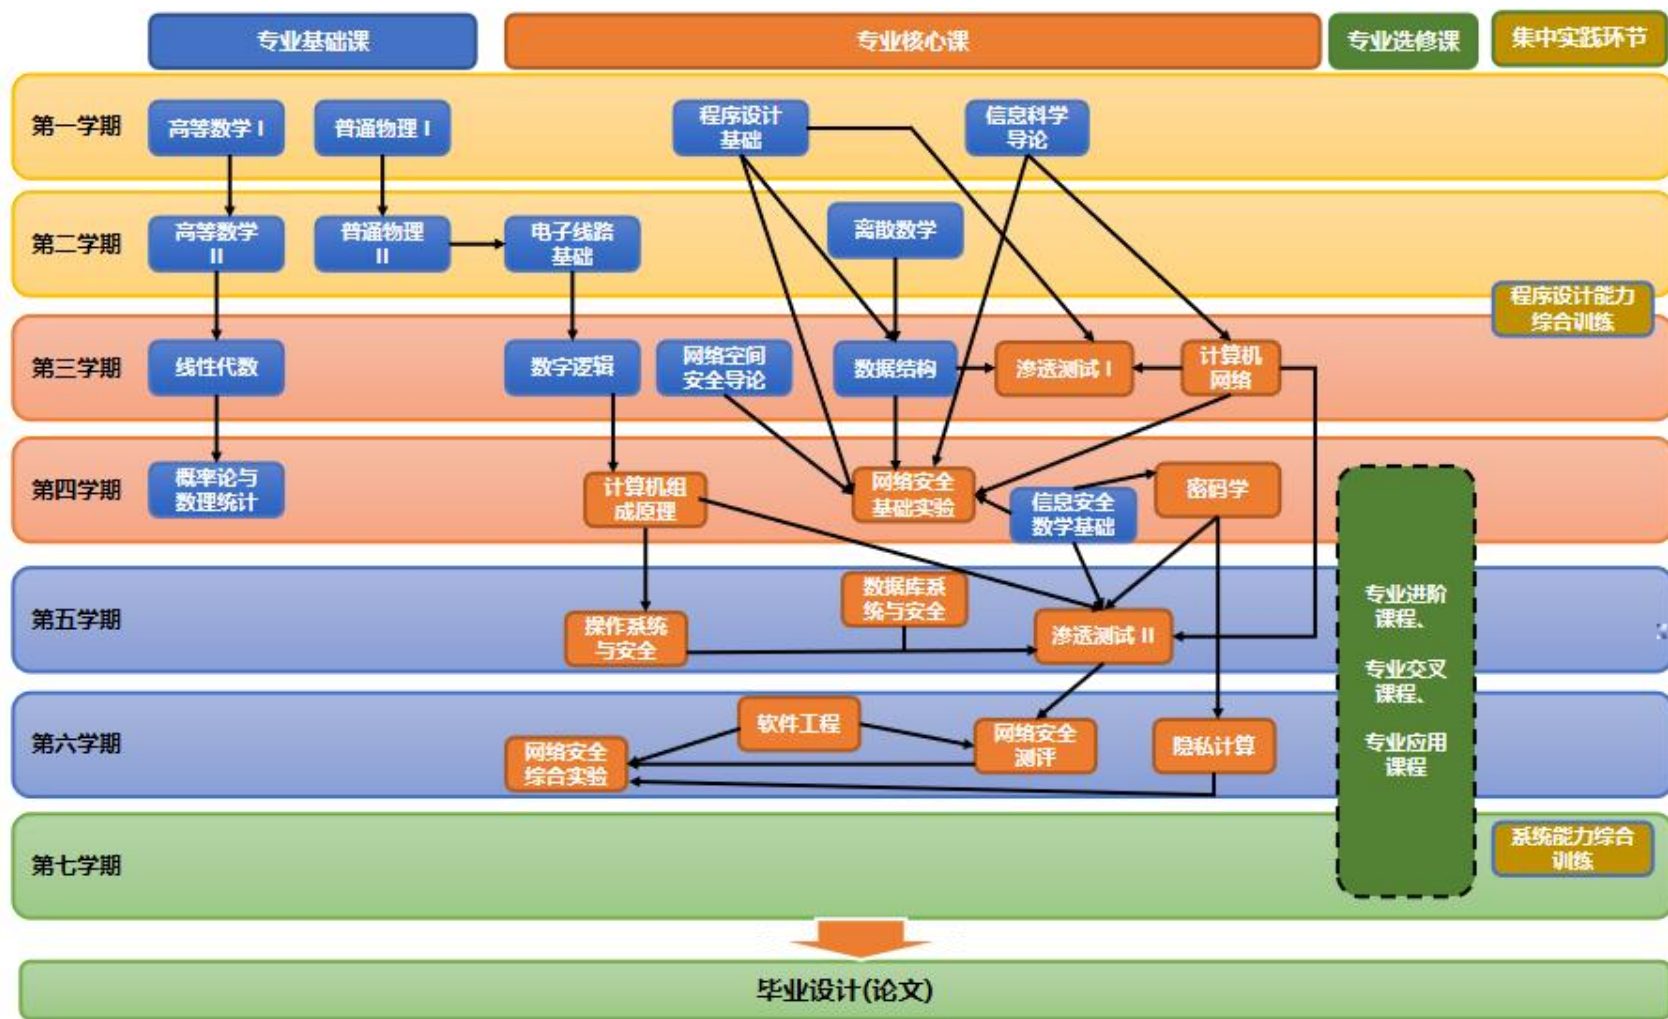 专业基础课
专业核心课
专业选修课
集中实践环节
第一学期
高等数学 I
普通物理 I
程序设计
基础
信息科学
导论
第二学期
高等数学
II
普通物理
II
电子线路
基础
离散数学
程序设计能力
综合训练
第三学期
线性代数
数字逻辑
网络空间
安全导论
数据结构
渗透测试 I
计算机
网络
第四学期
概率论与
数理统计
计算机组
成原理
网络安全
基础实验
信息安全
数学基础
密码学
第五学期
操作系统
与安全
数据库系
统与安全
渗透测试 II
专业进阶
课程、
专业交叉
课程、
专业应用
课程
第六学期
网络安全
综合实验
软件工程
网络安全
测评
隐私计算
第七学期
系统能力综合
训练
毕业设计(论文)